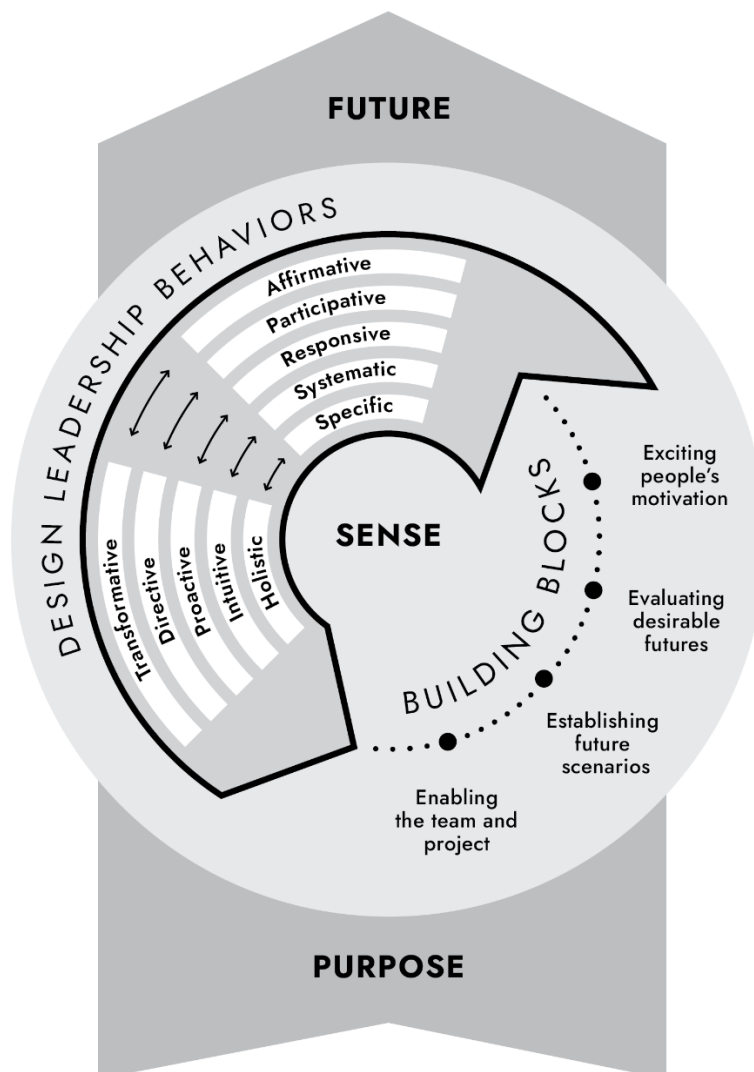 FUTURE
DESIGN LEADERSHIP BEHAVIORS
Affirmative
Participative
Responsive
Systematic
Specific
Transformative
Directive
Proactive
Intuitive
Holistic
SENSE
BUILDING BLOCKS
Exciting
people’s
motivation
Evaluating
desirable
futures
Establishing
future
scenarios
Enabling
the team and
project
PURPOSE